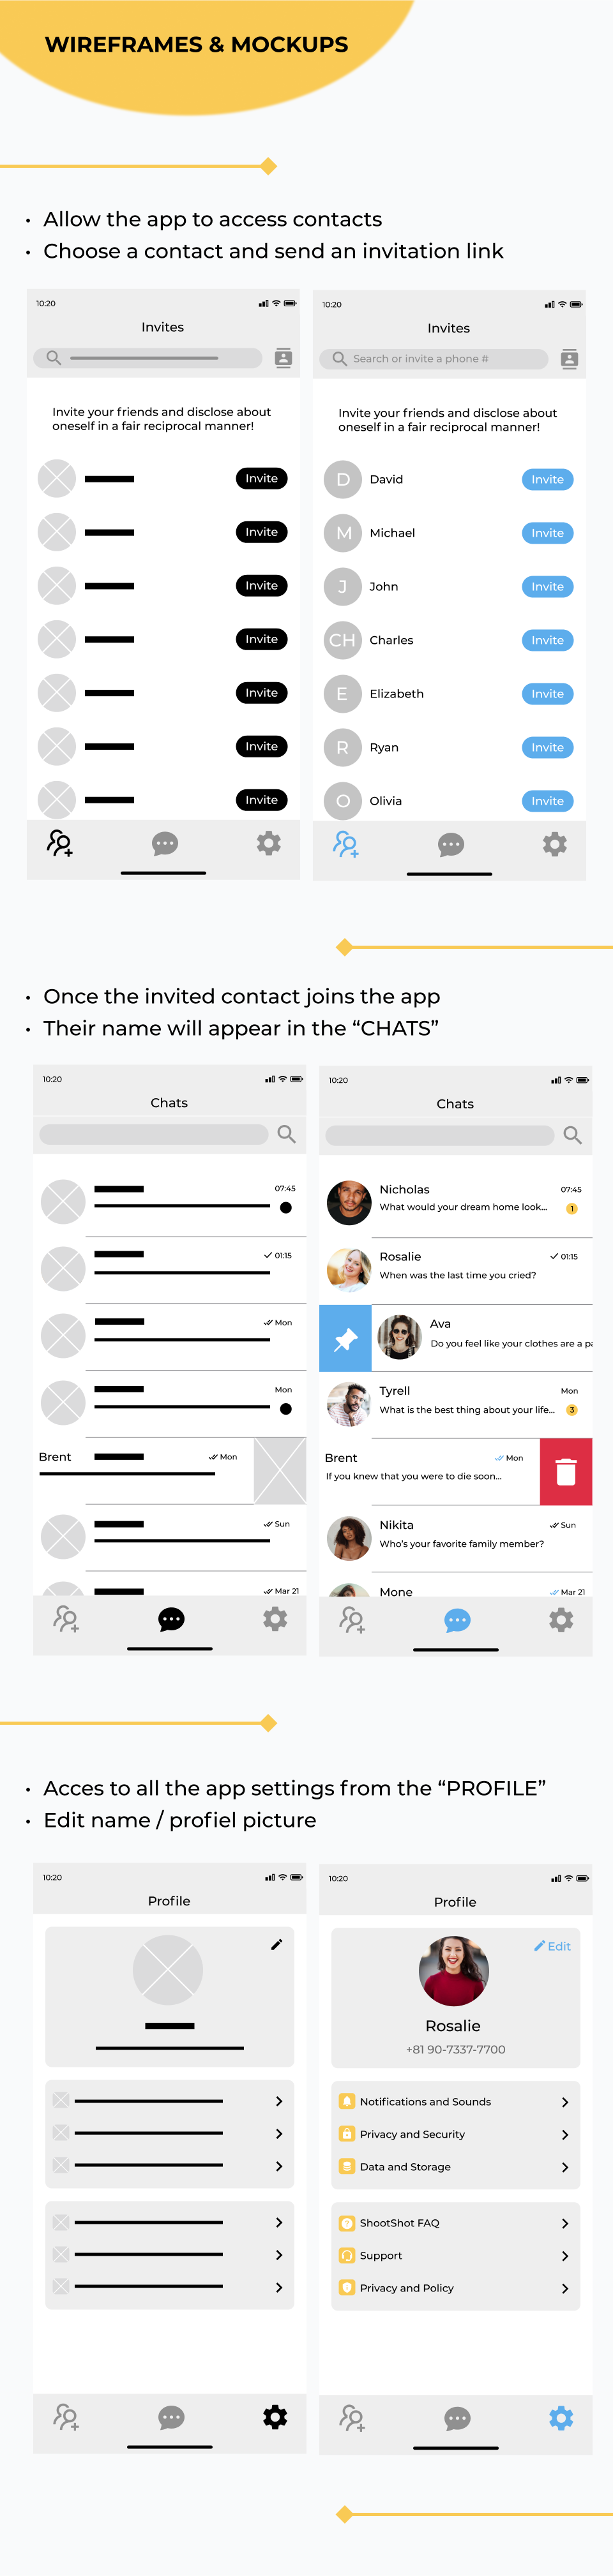 WIREFRAMES & MOCKUPS
• Allow the app to access contacts
• Choose a contact and send an invitation link
10:20
Invites
Invite your friends and disclose about
oneself in a fair reciprocal manner!
Invite
Invite
Invite
Invite
Invite
Invite
Invite
10:20
Invites
Search or invite a phone #
Invite your friends and disclose about
oneself in a fair reciprocal manner!
D David Invite
M Michael Invite
J John Invite
CH Charles Invite
E Elizabeth Invite
R Ryan Invite
O Olivia Invite
• Once the invited contact joins the app
• Their name will appear in the “CHATS”
10:20
Chats
07:45
01:15
Mon
Mon
Brent Mon
Sun
Mar 21
10:20
Chats
Nicholas 07:45
What would your dream home look... 1
Rosalie 01:15
When was the last time you cried?
Ava
Do you feel like your clothes are a pa
Tyrell Mon
What is the best thing about your life... 3
Brent Mon
If you knew that you were to die soon...
Nikita Sun
Who's your favorite family member?
Mone Mar 21
• Acces to all the app settings from the “PROFILE”
• Edit name / profiel picture
10:20
Profile
10:20
Profile
Edit
Rosalie
+81 90-7337-7700
Notifications and Sounds
Privacy and Security
Data and Storage
ShootShot FAQ
Support
Privacy and Policy